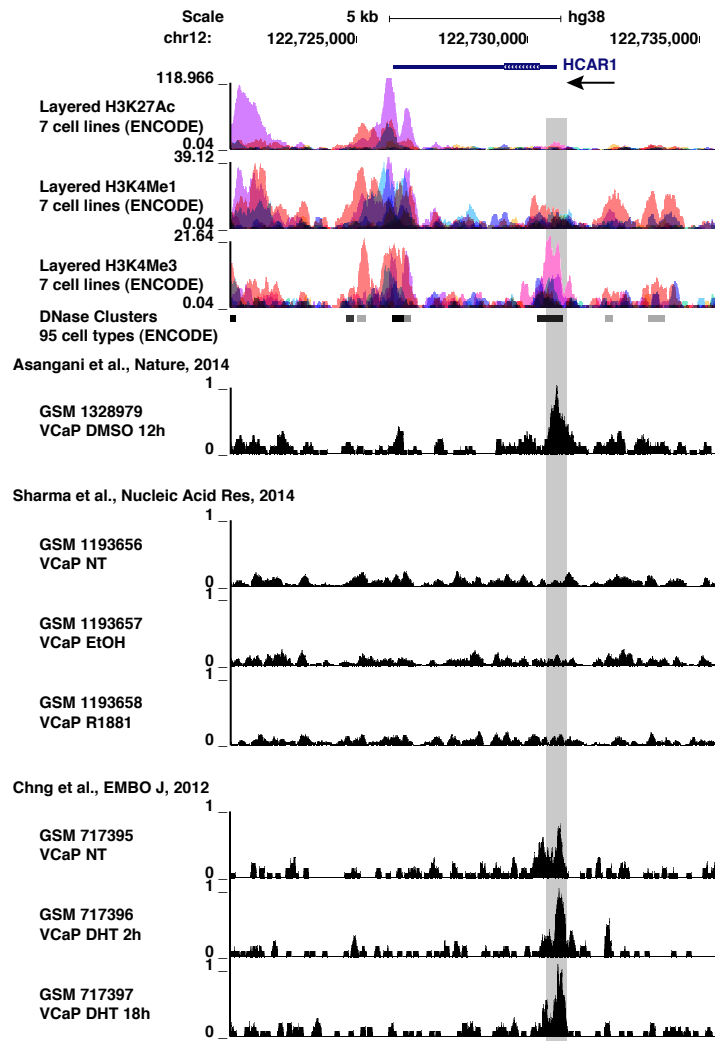 Scale 5 kb hg38
chr12: 122,725,000 122,730,000 122,735,000
HCAR1
118.966
Layered H3K27Ac
7 cell lines (ENCODE)
0.04
39.12
Layered H3K4Me1
7 cell lines (ENCODE)
0.04
21.64
Layered H3K4Me3
7 cell lines (ENCODE)
0.04
DNase Clusters
95 cell types (ENCODE)
Asangani et al., Nature, 2014
1
GSM 1328979
VCaP DMSO 12h
0
Sharma et al., Nucleic Acid Res, 2014
1
GSM 1193656
VCaP NT
0
1
GSM 1193657
VCaP EtOH
0
1
GSM 1193658
VCaP R1881
0
Chng et al., EMBO J, 2012
1
GSM 717395
VCaP NT
0
1
GSM 717396
VCaP DHT 2h
0
1
GSM 717397
VCaP DHT 18h
0